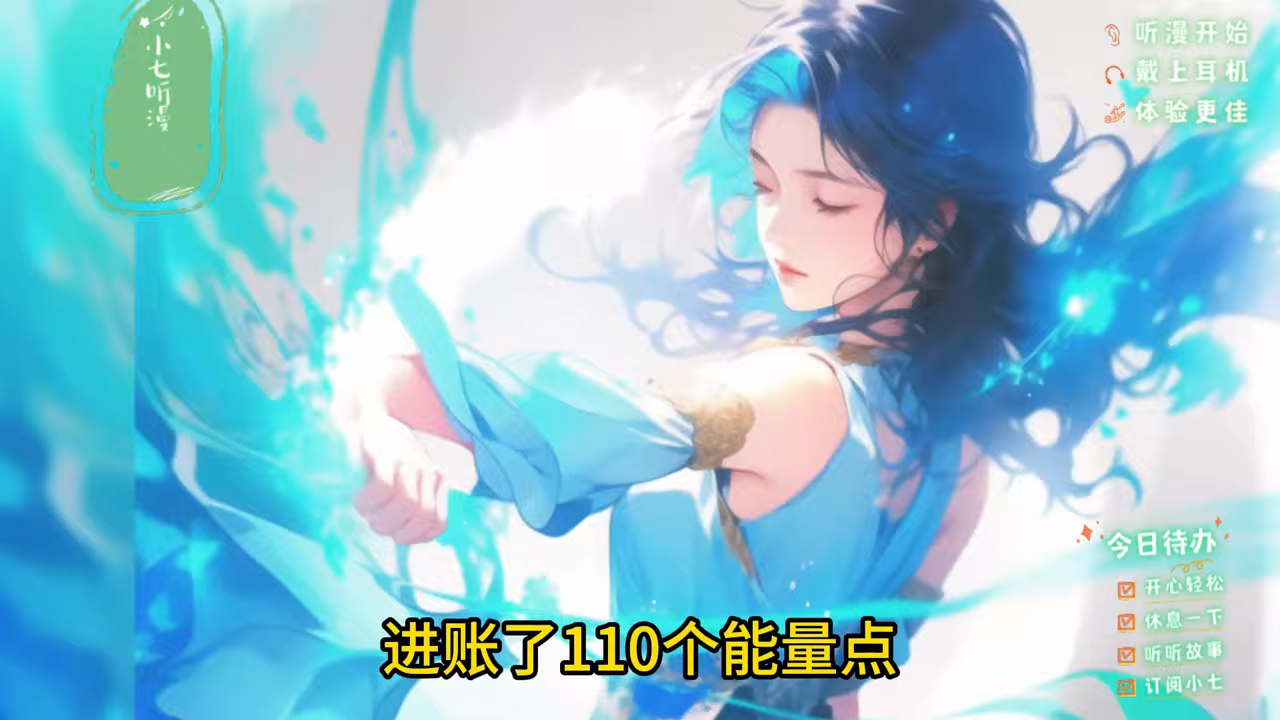 小七听漫
听漫开始
戴上耳机
体验更佳
今日待办
开心轻松
休息一下
听听故事
订阅小七
进账了110个能量点